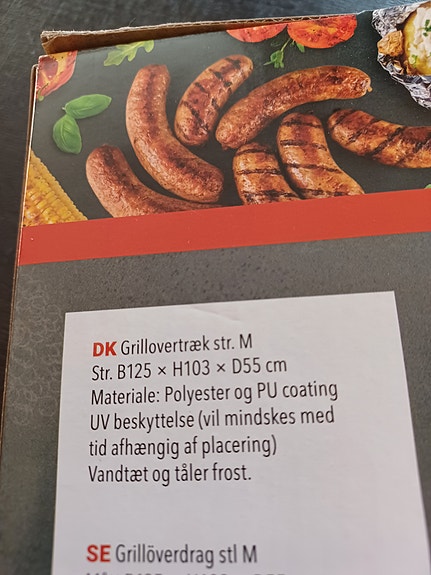 DK Grillovertræk str. M
Str. B125 × H103 × D55 cm
Materiale: Polyester og PU coating
UV beskyttelse (vil mindskes med
tid afhængig af placering)
Vandtæt og tåler frost.
SE Grillöverdrag stl M